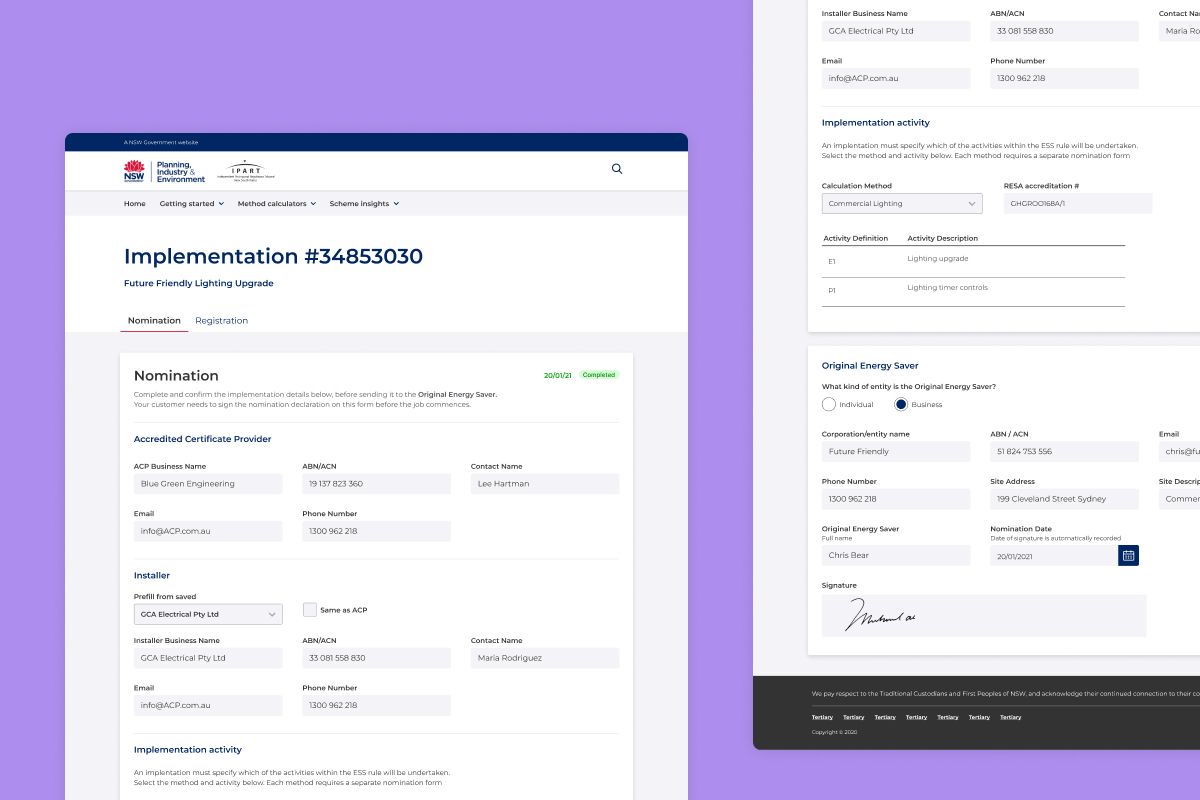 A NSW Government website
NSW
GOVERNMENT
Planning,
Industry &
Environment
IPART
Independent Pricing and Regulatory Tribunal
New South Wales
Home
Getting started
Method calculators
Scheme insights
Implementation #34853030
Future Friendly Lighting Upgrade
Nomination
Registration
Nomination
20/01/21
Completed
Complete and confirm the implementation details below, before sending it to the Original Energy Saver.
Your customer needs to sign the nomination declaration on this form before the job commences.
Accredited Certificate Provider
ACP Business Name
ABN/ACN
Contact Name
Blue Green Engineering
19 137 823 360
Lee Hartman
Email
Phone Number
info@ACP.com.au
1300 962 218
Installer
Prefill from saved
GCA Electrical Pty Ltd
Same as ACP
Installer Business Name
ABN/ACN
Contact Name
GCA Electrical Pty Ltd
33 081 558 830
Maria Rodriguez
Email
Phone Number
info@ACP.com.au
1300 962 218
Implementation activity
An implentation must specify which of the activities within the ESS rule will be undertaken.
Select the method and activity below. Each method requires a separate nomination form
Installer Business Name
ABN/ACN
Contact Na
GCA Electrical Pty Ltd
33 081 558 830
Maria Ro
Email
Phone Number
info@ACP.com.au
1300 962 218
Implementation activity
An implentation must specify which of the activities within the ESS rule will be undertaken.
Select the method and activity below. Each method requires a separate nomination form
Calculation Method
RESA accreditation #
Commercial Lighting
GHGROO168A/1
Activity Definition
Activity Description
E1
Lighting upgrade
P1
Lighting timer controls
Original Energy Saver
What kind of entity is the Original Energy Saver?
Individual
Business
Corporation/entity name
ABN / ACN
Email
Future Friendly
51 824 753 556
chris@fu
Phone Number
Site Address
Site Descrip
1300 962 218
199 Cleveland Street Sydney
Commer
Original Energy Saver
Nomination Date
Full name
Date of signature is automatically recorded
Chris Bear
20/01/2021
Signature
We pay respect to the Traditional Custodians and First Peoples of NSW, and acknowledge their continued connection to their co
Tertiary
Tertiary
Tertiary
Tertiary
Tertiary
Tertiary
Tertiary
Copyright © 2020